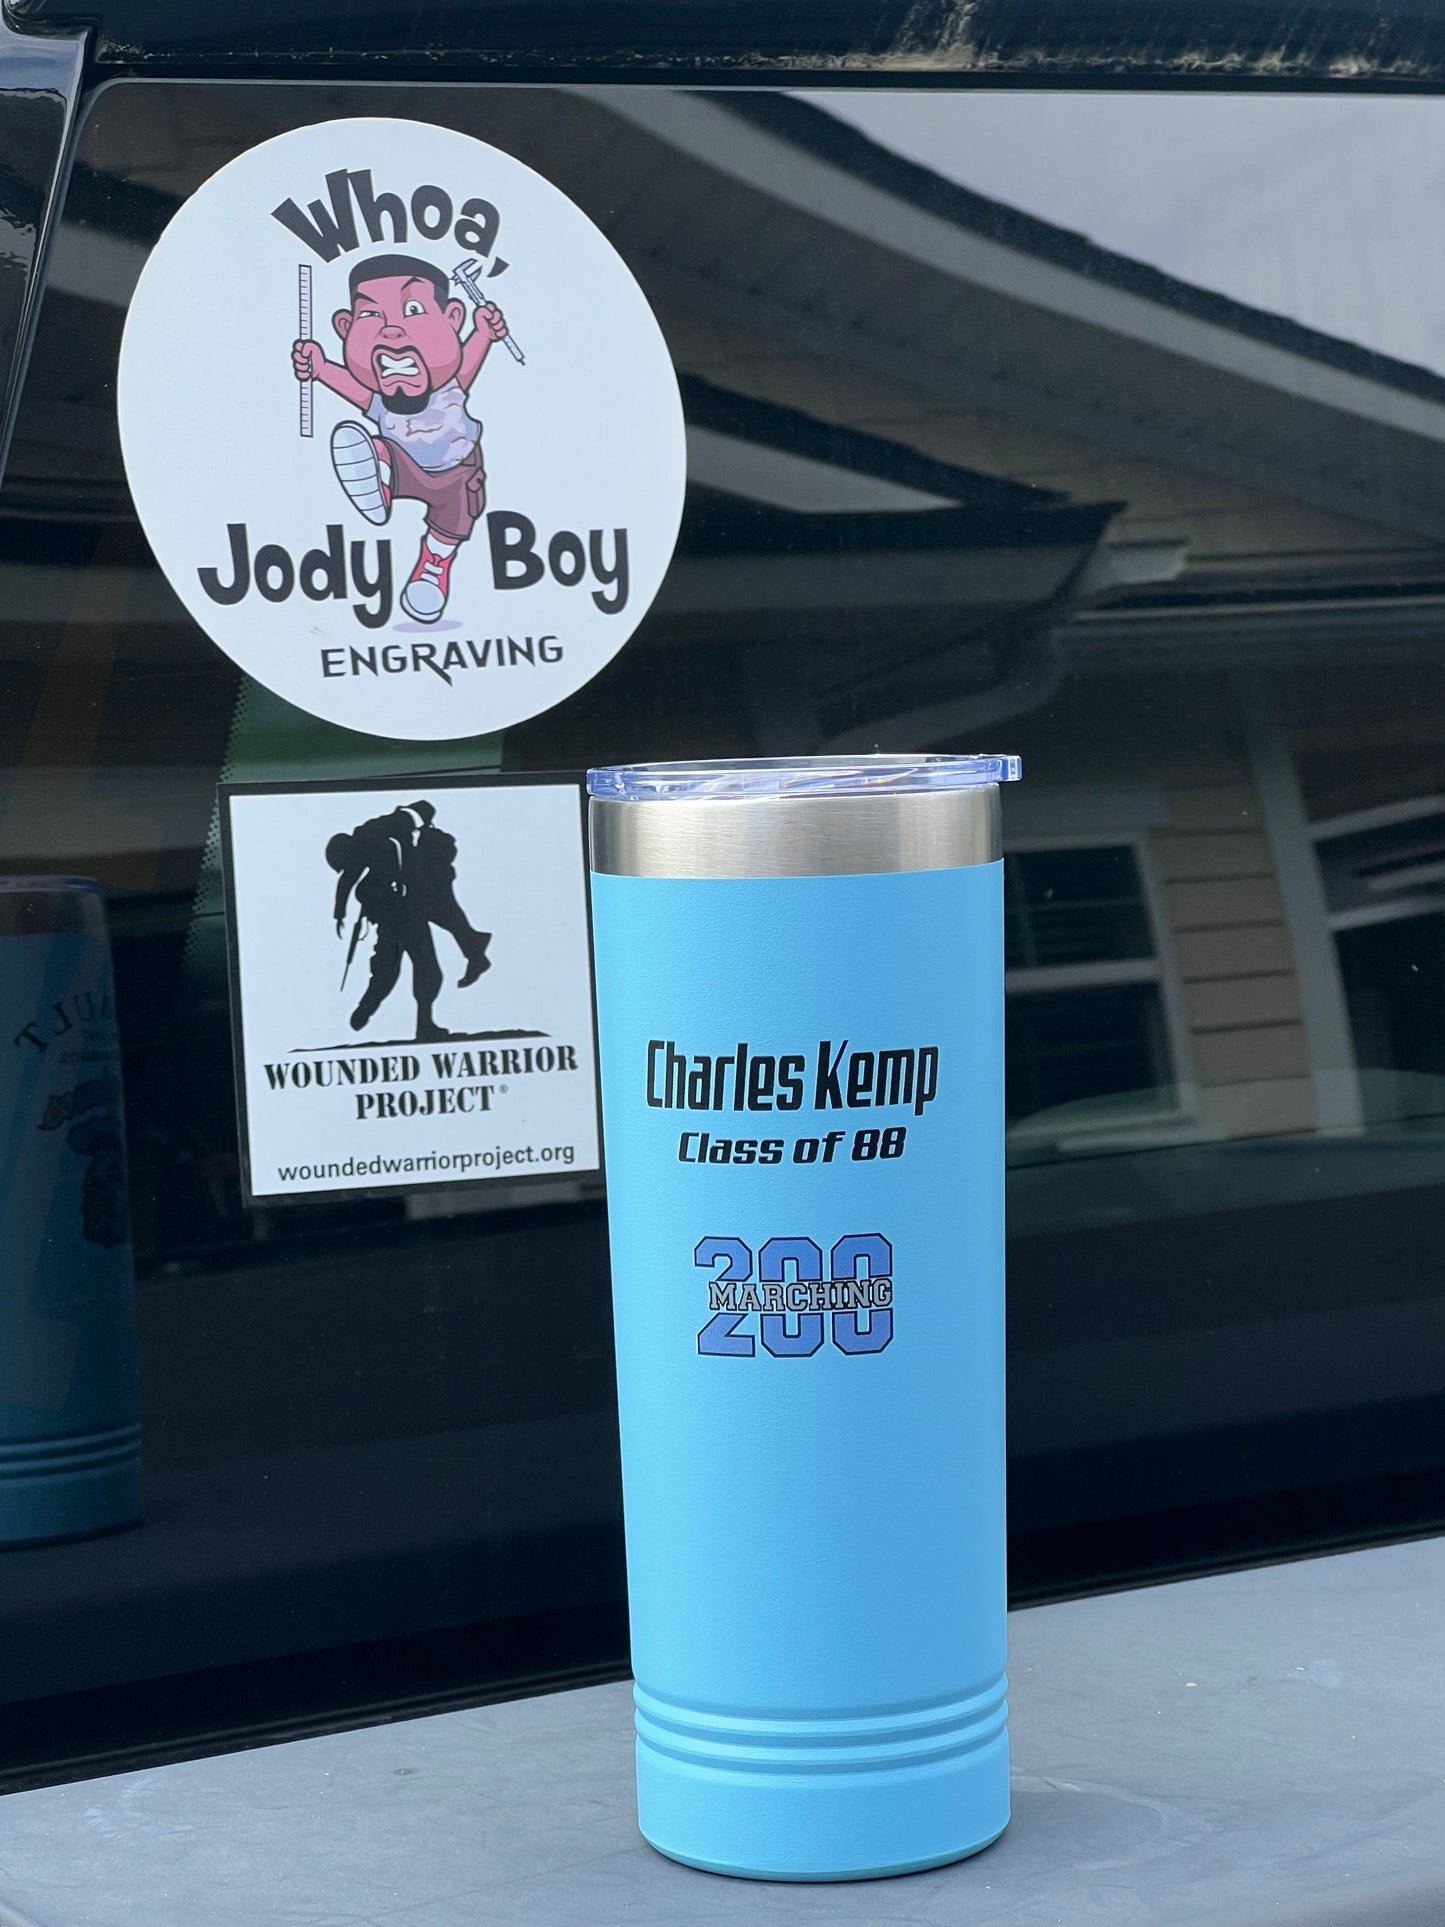 Whoa,
Jody Boy
ENGRAVING
WOUNDED WARRIOR
PROJECT®
woundedwarriorproject.org
Charles Kemp
Class of 88
200
MARCHING